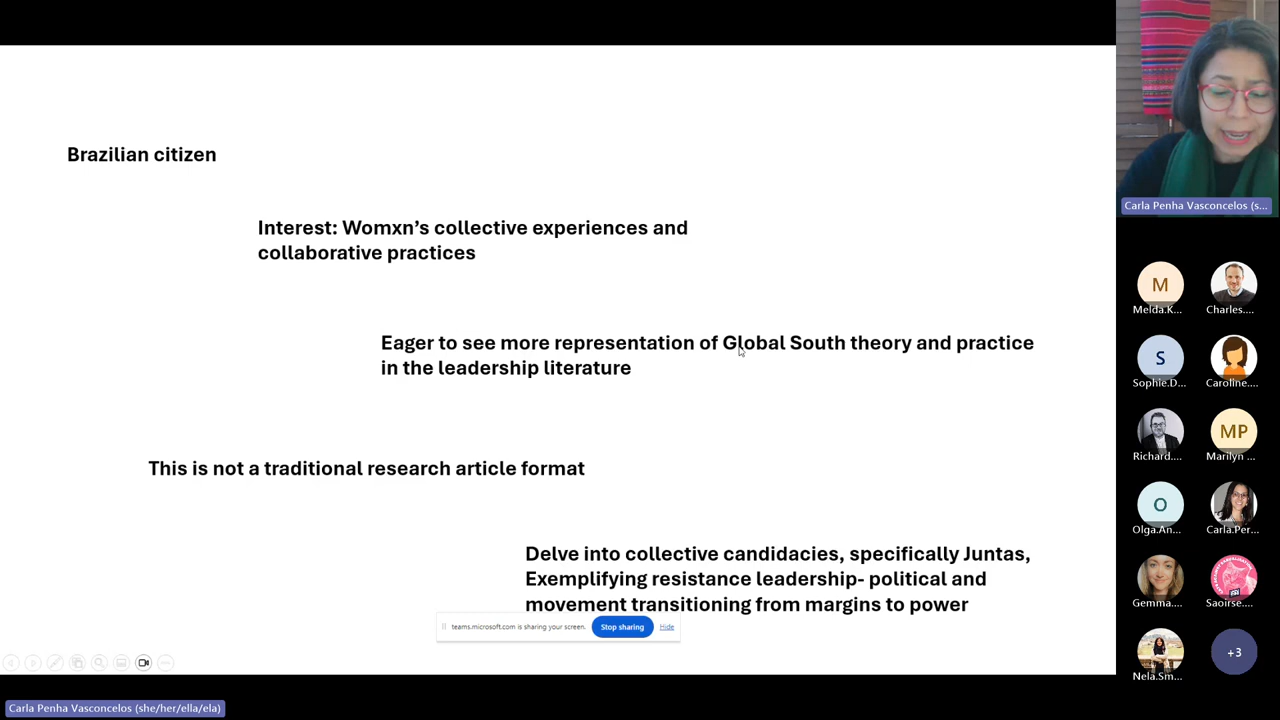 Brazilian citizen
Interest: Womxn’s collective experiences and
collaborative practices
Eager to see more representation of Global South theory and practice
in the leadership literature
This is not a traditional research article format
Delve into collective candidacies, specifically Juntas,
Exemplifying resistance leadership- political and
movement transitioning from margins to power
teams.microsoft.com is sharing your screen. Stop sharing Hide
Carla Penha Vasconcelos (she/her/ella/ela)
Carla Penha Vasconcelos (s...
M
Melda.K... Charles....
S
Sophie.D... Caroline....
MP
Richard.... Marilyn ...
O
Olga.An... Carla.Per...
Gemma.... Saoirse....
Nela.Sm... +3